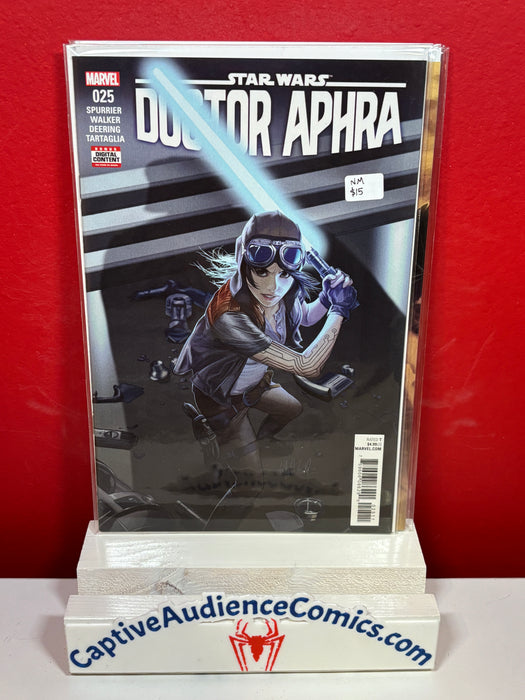 MARVEL
025
SPURRIER
WALKER
DEERING
TARTAGLIA
DIGITAL
CONTENT
STAR WARS
DOCTOR APHRA
NM
$15
RATED T
$4.99 US
MARVEL.COM
CaptiveAudienceComics.com